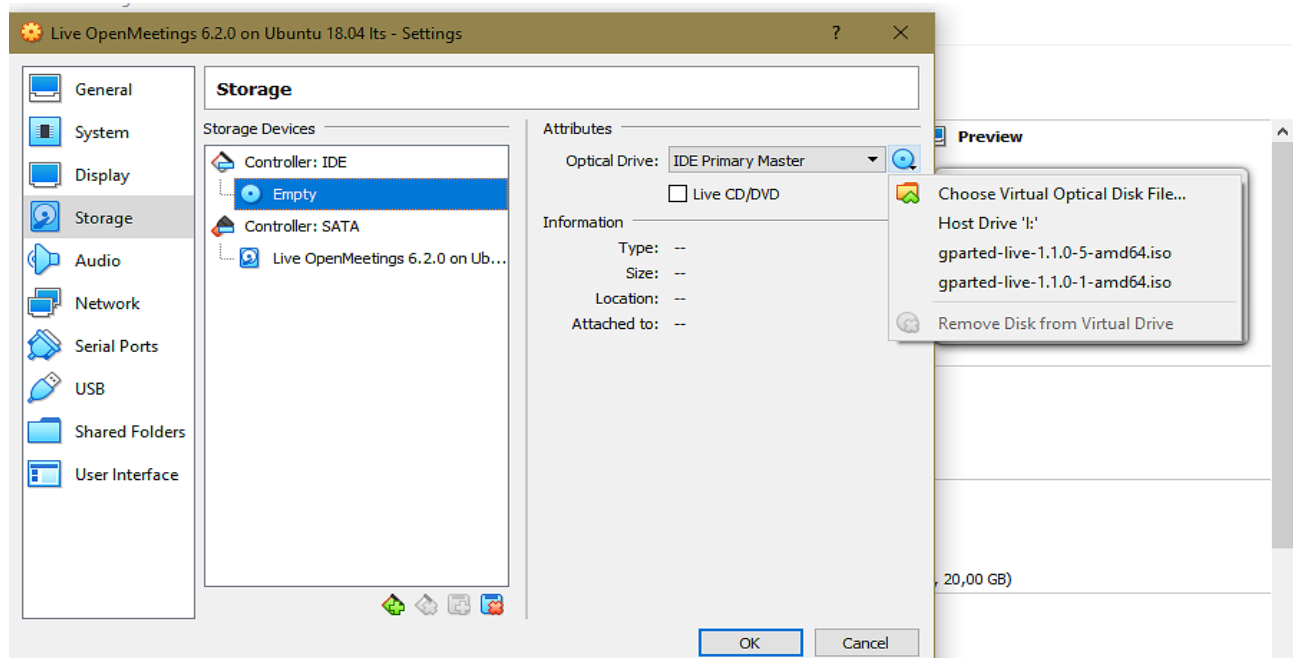 Live OpenMeetings 6.2.0 on Ubuntu 18.04 lts - Settings
?
General
System
Display
Storage
Audio
Network
Serial Ports
USB
Shared Folders
User Interface
Storage
Storage Devices
Controller: IDE
Empty
Controller: SATA
Live OpenMeetings 6.2.0 on Ub...
Attributes
Optical Drive: IDE Primary Master
Live CD/DVD
Information
Type: --
Size: --
Location: --
Attached to: --
OK Cancel
Preview
Choose Virtual Optical Disk File...
Host Drive 'I:'
gparted-live-1.1.0-5-amd64.iso
gparted-live-1.1.0-1-amd64.iso
Remove Disk from Virtual Drive
, 20,00 GB)